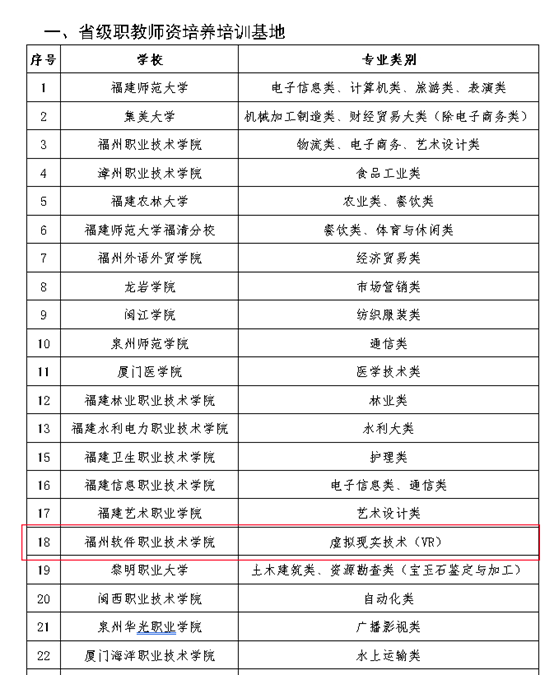 一、省级职教师资培养培训基地
序号 学校 专业类别
1 福建师范大学 电子信息类、计算机类、旅游类、表演类
2 集美大学 机械加工制造类、财经贸易大类（除电子商务类）
3 福州职业技术学院 物流类、电子商务、艺术设计类
4 漳州职业技术学院 食品工业类
5 福建农林大学 农业类、餐饮类
6 福建师范大学福清分校 餐饮类、体育与休闲类
7 福州外语外贸学院 经济贸易类
8 龙岩学院 市场营销类
9 闽江学院 纺织服装类
10 泉州师范学院 通信类
11 厦门医学院 医学技术类
12 福建林业职业技术学院 林业类
13 福建水利电力职业技术学院 水利大类
15 福建卫生职业技术学院 护理类
16 福建信息职业技术学院 电子信息类、通信类
17 福建艺术职业学院 艺术设计类
18 福州软件职业技术学院 虚拟现实技术（VR）
19 黎明职业大学 土木建筑类、资源勘查类（宝玉石鉴定与加工）
20 闽西职业技术学院 自动化类
21 泉州华光职业学院 广播影视类
22 厦门海洋职业技术学院 水上运输类